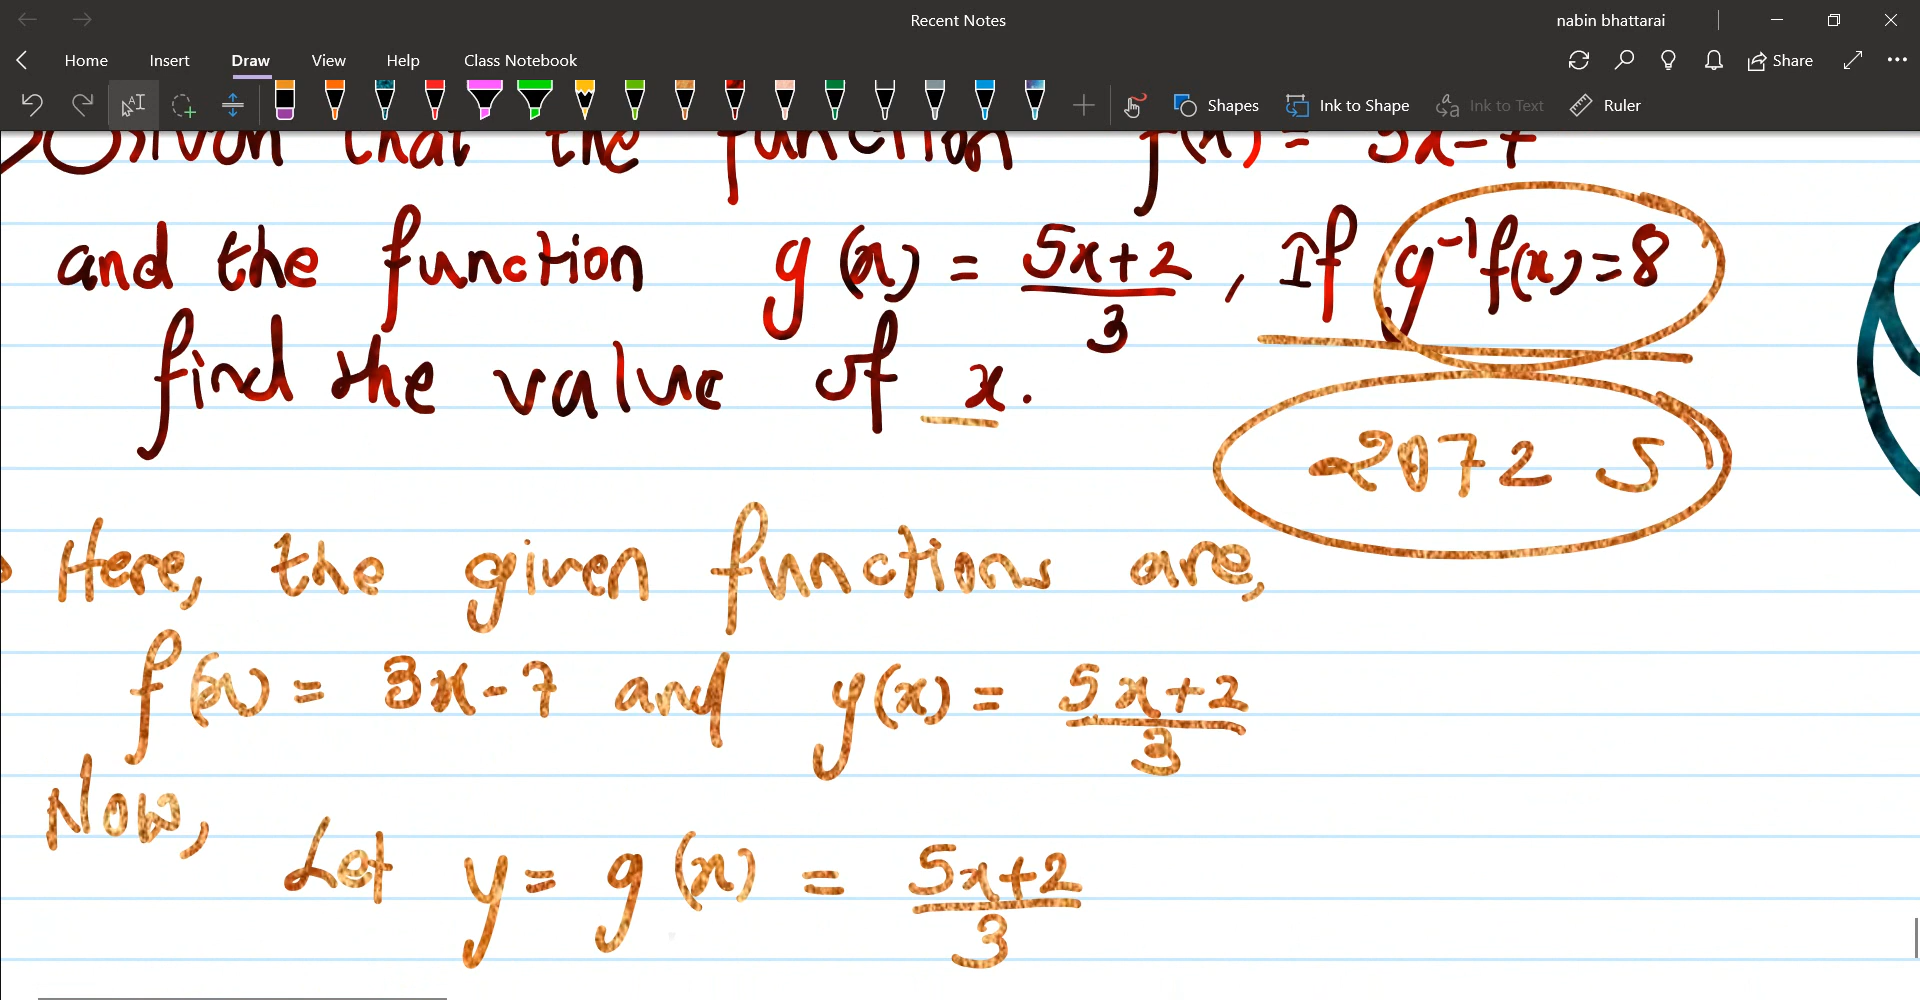 Recent Notes
nabin bhattarai
Home Insert Draw View Help Class Notebook
Share
Shapes Ink to Shape Ink to Text Ruler
Given that the function f(x) = 3x-7
and the function g(x) = 5x+2/3, If g⁻¹f(x)=8
find the value of x.
2072 S
Here, the given functions are,
f(x) = 3x-7 and g(x) = 5x+2/3
Now,
Let y = g(x) = 5x+2/3